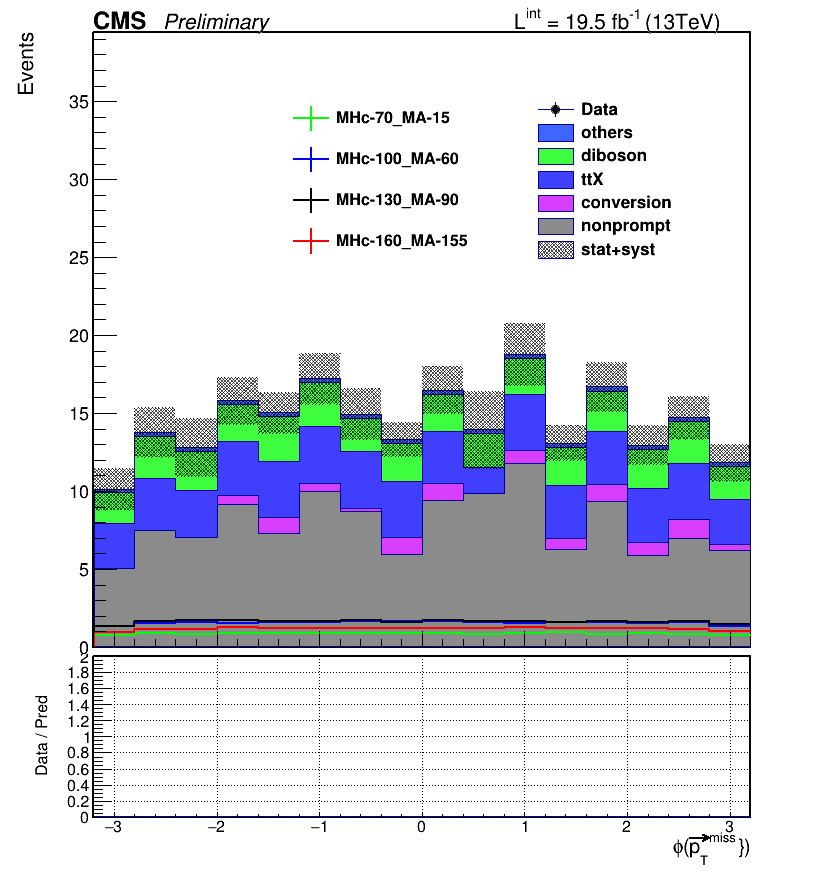 CMS Preliminary L^int = 19.5 fb^-1 (13TeV)
Events
35
30
25
20
15
10
5
0
MHc-70_MA-15
MHc-100_MA-60
MHc-130_MA-90
MHc-160_MA-155
Data
others
diboson
ttX
conversion
nonprompt
stat+syst
Data / Pred
2
1.8
1.6
1.4
1.2
1
0.8
0.6
0.4
0.2
0
−3 −2 −1 0 1 2 3
ϕ(p⃗_T^miss})